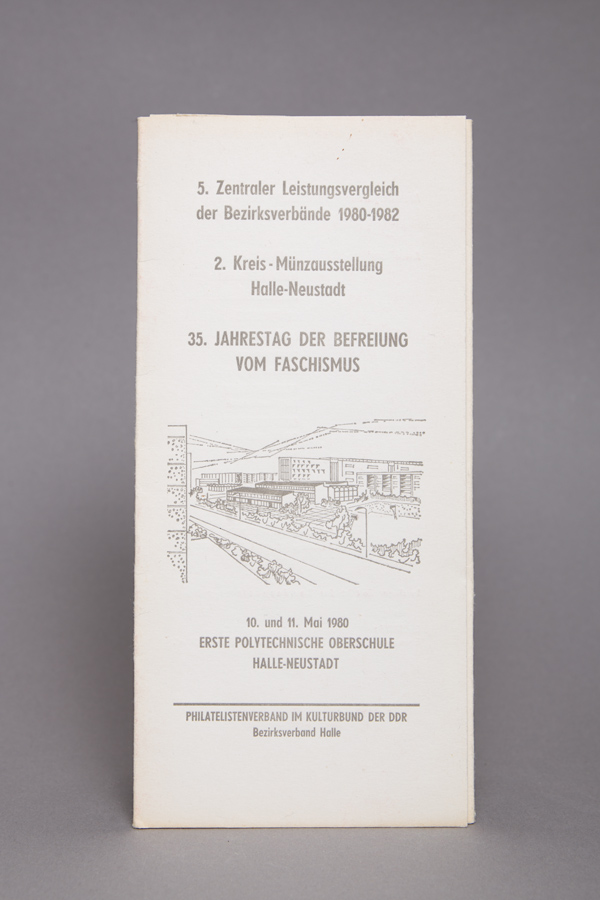 5. Zentraler Leistungsvergleich
der Bezirksverbände 1980-1982
2. Kreis-Münzausstellung
Halle-Neustadt
35. JAHRESTAG DER BEFREIUNG
VOM FASCHISMUS
10. und 11. Mai 1980
ERSTE POLYTECHNISCHE OBERSCHULE
HALLE-NEUSTADT
PHILATELISTENVERBAND IM KULTURBUND DER DDR
Bezirksverband Halle